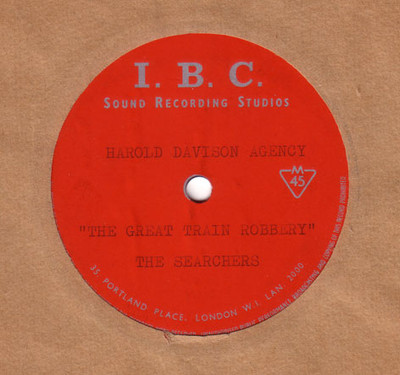 I. B. C.
SOUND RECORDING STUDIOS
HAROLD DAVISON AGENCY
M
45
"THE GREAT TRAIN ROBBERY"
THE SEARCHERS
35 PORTLAND PLACE, LONDON W.1. LAN. 3000